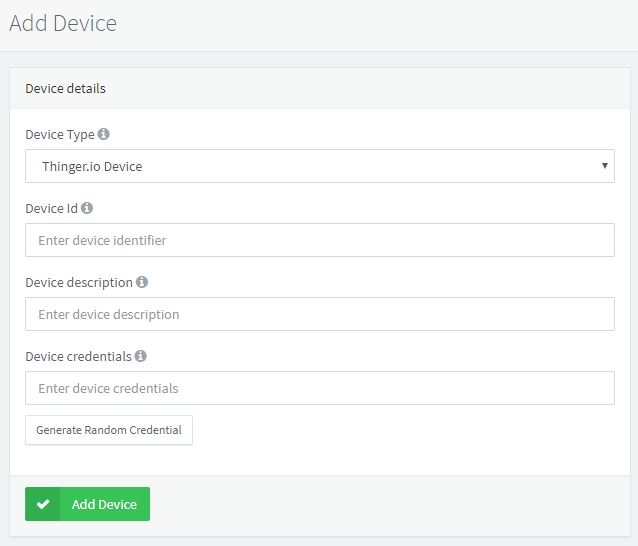 Add Device
Device details
Device Type
Thinger.io Device
Device Id
Enter device identifier
Device description
Enter device description
Device credentials
Enter device credentials
Generate Random Credential
Add Device